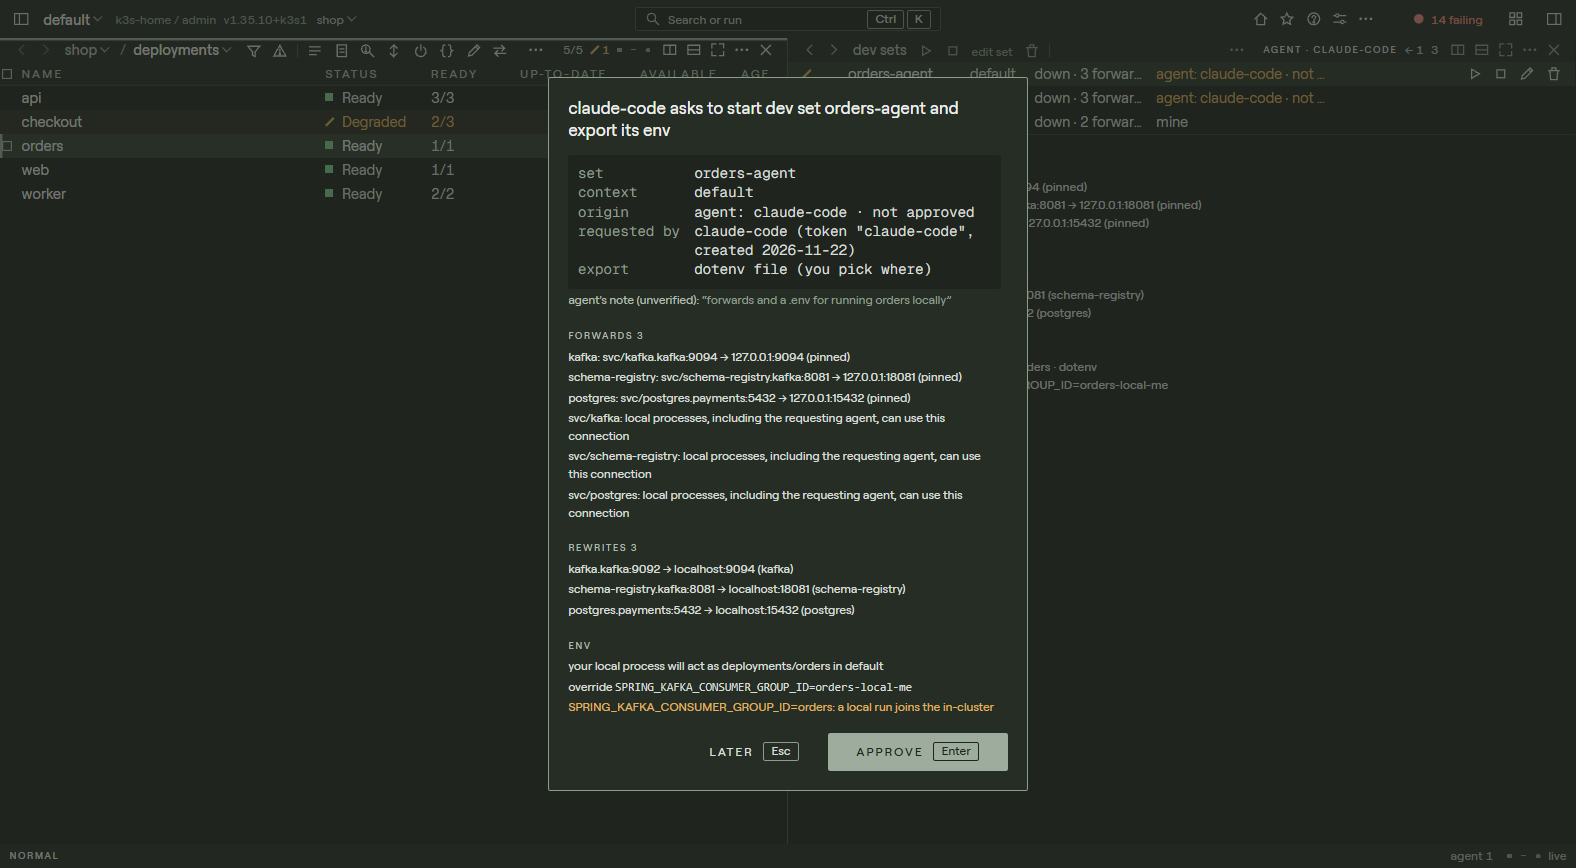 default k3s-home / admin v1.35.10+k3s1 shop Search or run Ctrl K 14 failing
shop / deployments 5/5 1 dev sets edit set AGENT · CLAUDE-CODE ←1 3
NAME STATUS READY UP-TO-DATE AVAILABLE AGE orders-agent default down · 3 forwar... agent: claude-code · not ...
api Ready 3/3 down · 3 forwar... agent: claude-code · not ...
checkout Degraded 2/3 down · 2 forwar... mine
orders Ready 1/1
web Ready 1/1
worker Ready 2/2
claude-code asks to start dev set orders-agent and
export its env
set orders-agent
context default
origin agent: claude-code · not approved
requested by claude-code (token "claude-code",
created 2026-11-22)
export dotenv file (you pick where)
agent's note (unverified): “forwards and a .env for running orders locally”
FORWARDS 3
kafka: svc/kafka.kafka:9094 → 127.0.0.1:9094 (pinned)
schema-registry: svc/schema-registry.kafka:8081 → 127.0.0.1:18081 (pinned)
postgres: svc/postgres.payments:5432 → 127.0.0.1:15432 (pinned)
svc/kafka: local processes, including the requesting agent, can use this
connection
svc/schema-registry: local processes, including the requesting agent, can use
this connection
svc/postgres: local processes, including the requesting agent, can use this
connection
REWRITES 3
kafka.kafka:9092 → localhost:9094 (kafka)
schema-registry.kafka:8081 → localhost:18081 (schema-registry)
postgres.payments:5432 → localhost:15432 (postgres)
ENV
your local process will act as deployments/orders in default
override SPRING_KAFKA_CONSUMER_GROUP_ID=orders-local-me
SPRING_KAFKA_CONSUMER_GROUP_ID=orders: a local run joins the in-cluster
LATER Esc APPROVE Enter
94 (pinned)
ka:8081 → 127.0.0.1:18081 (pinned)
27.0.0.1:15432 (pinned)
081 (schema-registry)
2 (postgres)
ders · dotenv
OUP_ID=orders-local-me
NORMAL agent 1 live